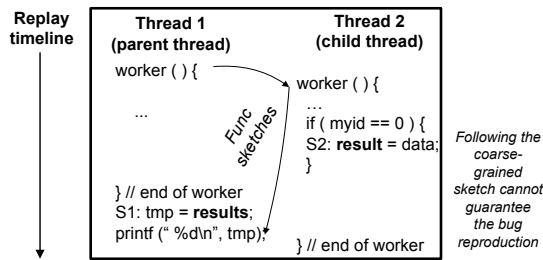 Replay
timeline
Thread 1
(parent thread)
worker ( ) {
...
} // end of worker
S1: tmp = results;
printf (“ %d\n”, tmp);
Func
sketches
Thread 2
(child thread)
worker ( ) {
...
if ( myid == 0 ) {
S2: result = data;
}
} // end of worker
Following the
coarse-
grained
sketch cannot
guarantee
the bug
reproduction